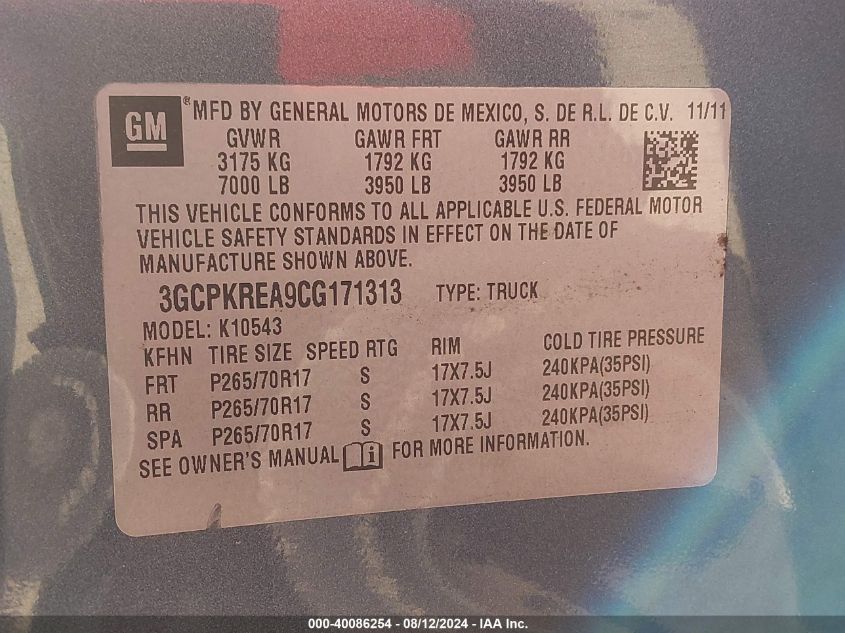 GM ® MFD BY GENERAL MOTORS DE MEXICO, S. DE R.L. DE C.V. 11/11
GVWR GAWR FRT GAWR RR
3175 KG 1792 KG 1792 KG
7000 LB 3950 LB 3950 LB
THIS VEHICLE CONFORMS TO ALL APPLICABLE U.S. FEDERAL MOTOR
VEHICLE SAFETY STANDARDS IN EFFECT ON THE DATE OF
MANUFACTURE SHOWN ABOVE.
3GCPKREA9CG171313 TYPE: TRUCK
MODEL: K10543
KFHN TIRE SIZE SPEED RTG RIM COLD TIRE PRESSURE
FRT P265/70R17 S 17X7.5J 240KPA(35PSI)
RR P265/70R17 S 17X7.5J 240KPA(35PSI)
SPA P265/70R17 S 17X7.5J 240KPA(35PSI)
SEE OWNER'S MANUAL i FOR MORE INFORMATION.
000-40086254 - 08/12/2024 - IAA Inc.